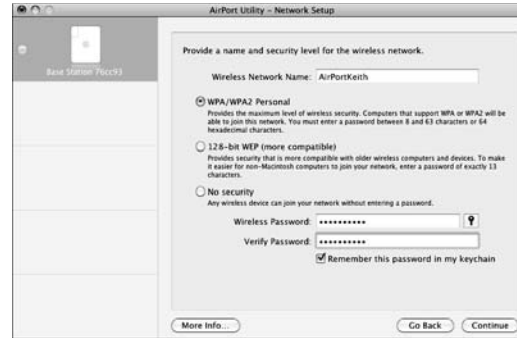 AirPort Utility – Network Setup
Base Station 76cc93
Provide a name and security level for the wireless network.
Wireless Network Name: AirPortKeith
WPA/WPA2 Personal
Provides the maximum level of wireless security. Computers that support WPA or WPA2 will be
able to join this network. You must enter a password between 8 and 63 characters or 64
hexadecimal characters.
128-bit WEP (more compatible)
Provides security that is more compatible with older wireless computers and devices. To make
it easier for non-Macintosh computers to join your network, enter a password of exactly 13
characters.
No security
Any wireless device can join your network without entering a password.
Wireless Password: ••••••••••
Verify Password: ••••••••••
Remember this password in my keychain
More Info... Go Back Continue